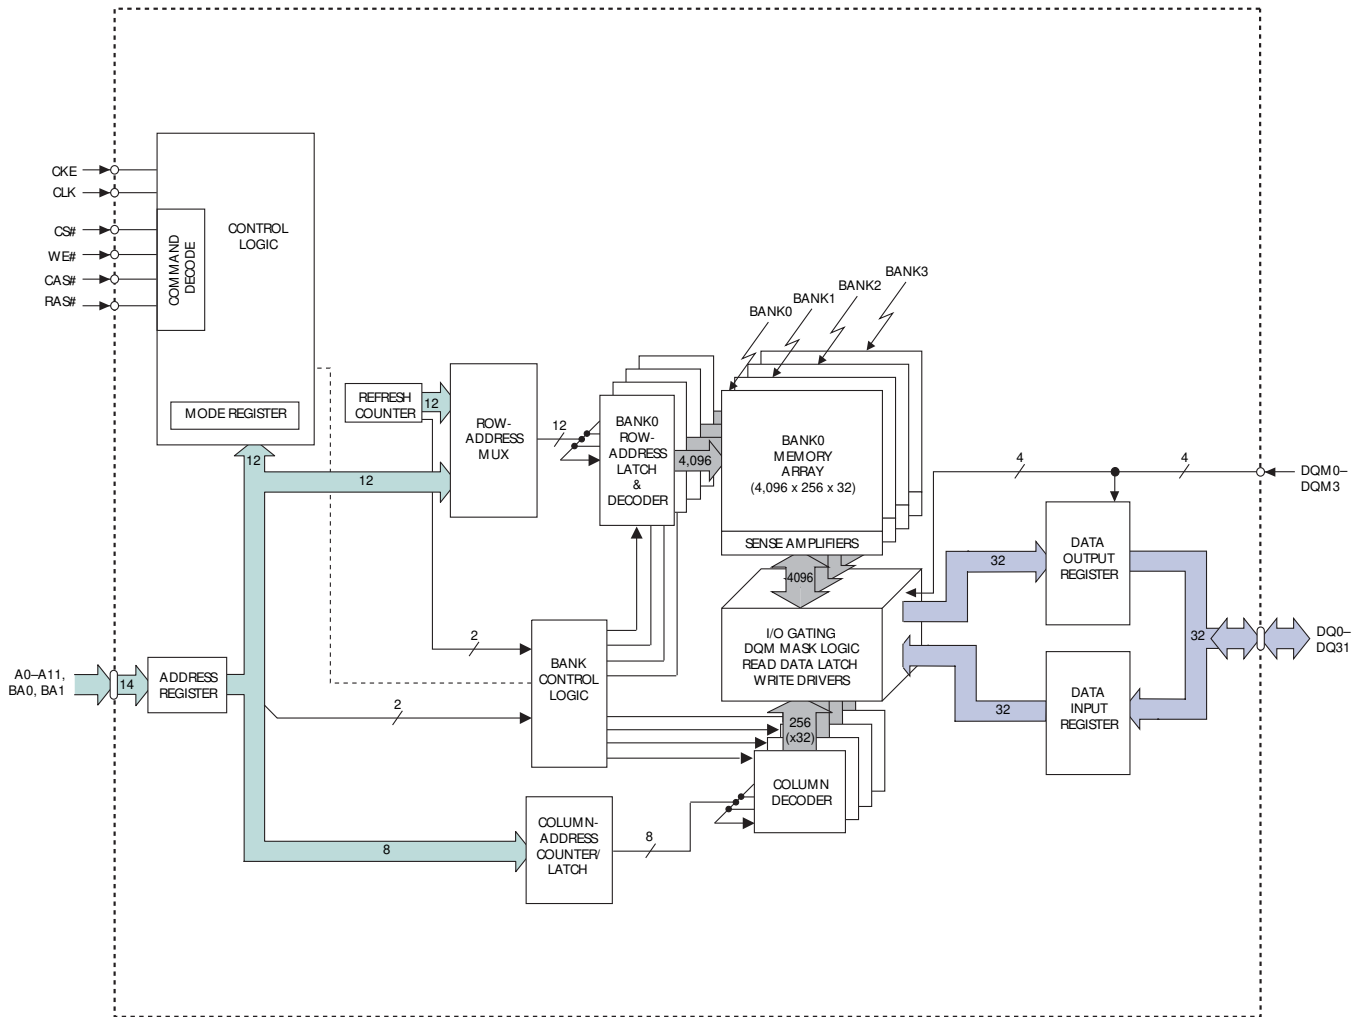 CKE
CLK
CS#
WE#
CAS#
RAS#
COMMAND
DECODE
CONTROL
LOGIC
MODE REGISTER
12
12
REFRESH
COUNTER
12
ROW-
ADDRESS
MUX
12
BANK0
ROW-
ADDRESS
LATCH
&
DECODER
4,096
BANK0
BANK1
BANK2
BANK3
BANK0
MEMORY
ARRAY
(4,096 x 256 x 32)
SENSE AMPLIFIERS
4096
I/O GATING
DQM MASK LOGIC
READ DATA LATCH
WRITE DRIVERS
256
(x32)
COLUMN
DECODER
4
4
DQM0–
DQM3
DATA
OUTPUT
REGISTER
32
32
DQ0–
DQ31
DATA
INPUT
REGISTER
32
A0–A11,
BA0, BA1
14
ADDRESS
REGISTER
2
2
BANK
CONTROL
LOGIC
8
COLUMN-
ADDRESS
COUNTER/
LATCH
8